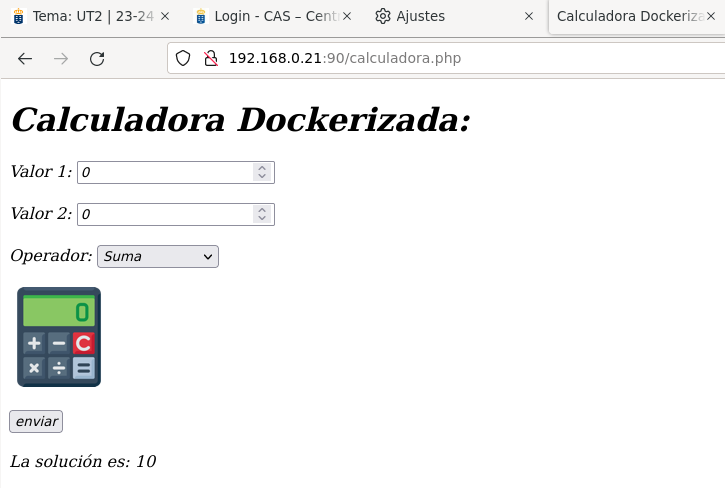 Tema: UT2 | 23-24
Login - CAS – Centr
Ajustes
Calculadora Dockeriza
192.168.0.21:90/calculadora.php
Calculadora Dockerizada:
Valor 1: 0
Valor 2: 0
Operador: Suma
0
+ − C
× ÷ =
enviar
La solución es: 10